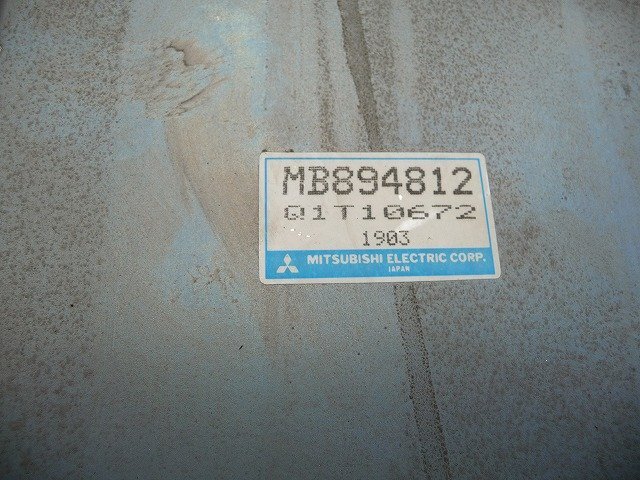 MB894812
Q1T10672
1903
MITSUBISHI ELECTRIC CORP.
JAPAN